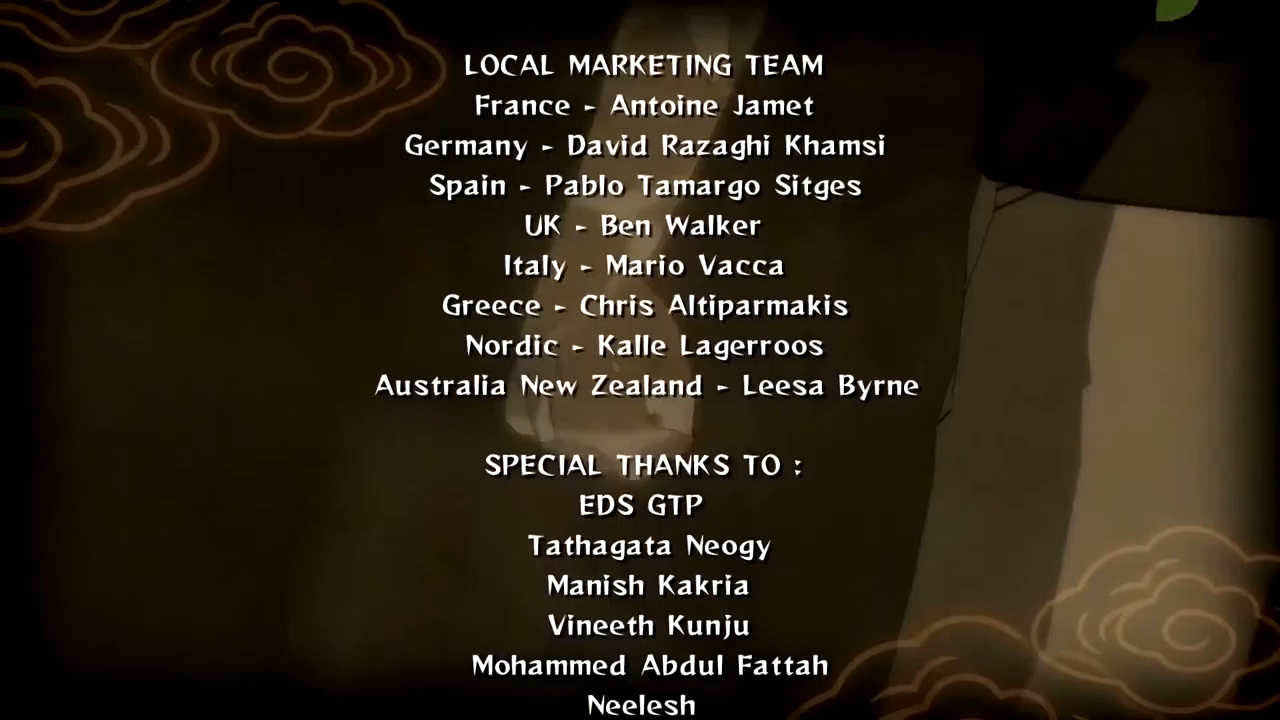 LOCAL MARKETING TEAM
France - Antoine Jamet
Germany - David Razaghi Khamsi
Spain - Pablo Tamargo Sitges
UK - Ben Walker
Italy - Mario Vacca
Greece - Chris Altiparmakis
Nordic - Kalle Lagerroos
Australia New Zealand - Leesa Byrne
SPECIAL THANKS TO :
EDS GTP
Tathagata Neogy
Manish Kakria
Vineeth Kunju
Mohammed Abdul Fattah
Neelesh